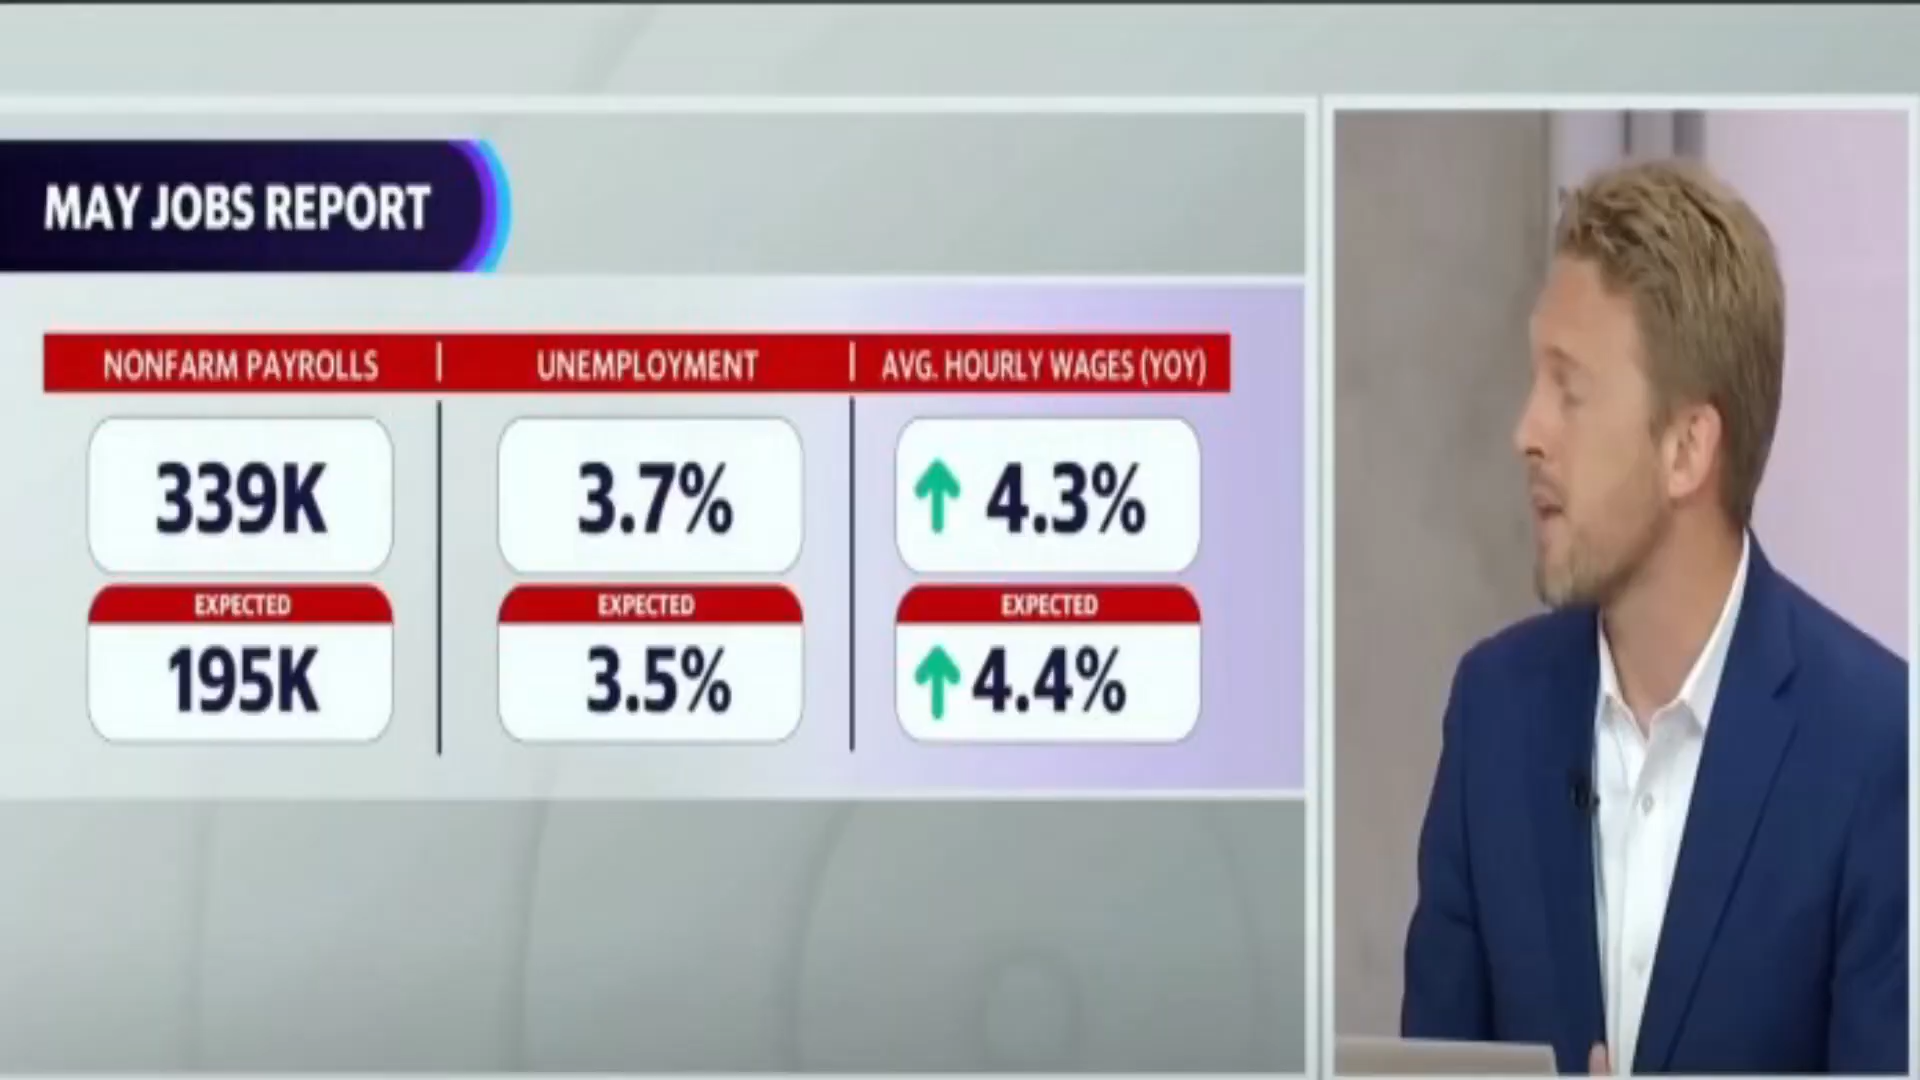 MAY JOBS REPORT
NONFARM PAYROLLS | UNEMPLOYMENT | AVG. HOURLY WAGES (YOY)
339K 3.7% 4.3%
EXPECTED EXPECTED EXPECTED
195K 3.5% 4.4%